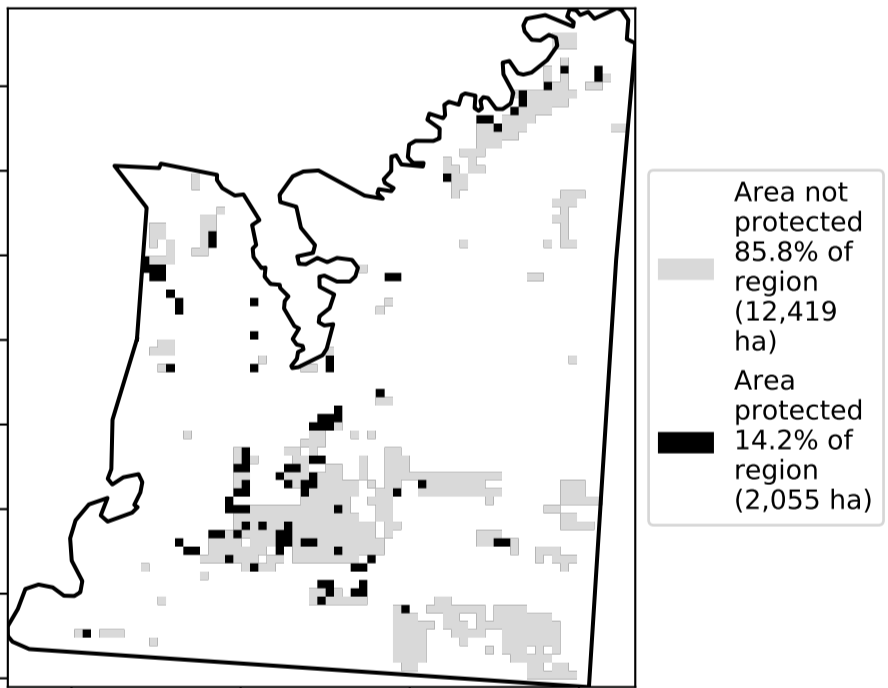 Area not
protected
85.8% of
region
(12,419
ha)
Area
protected
14.2% of
region
(2,055 ha)